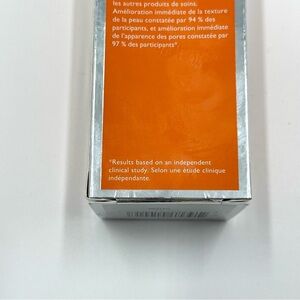 les autres produits de soins.
Amélioration immédiate de la texture
de la peau constatée par 94 % des
participants, et amélioration immédiate
de l'apparence des pores constatée par
97 % des participants*.
*Results based on an independent
clinical study. Selon une étude clinique
indépendante.